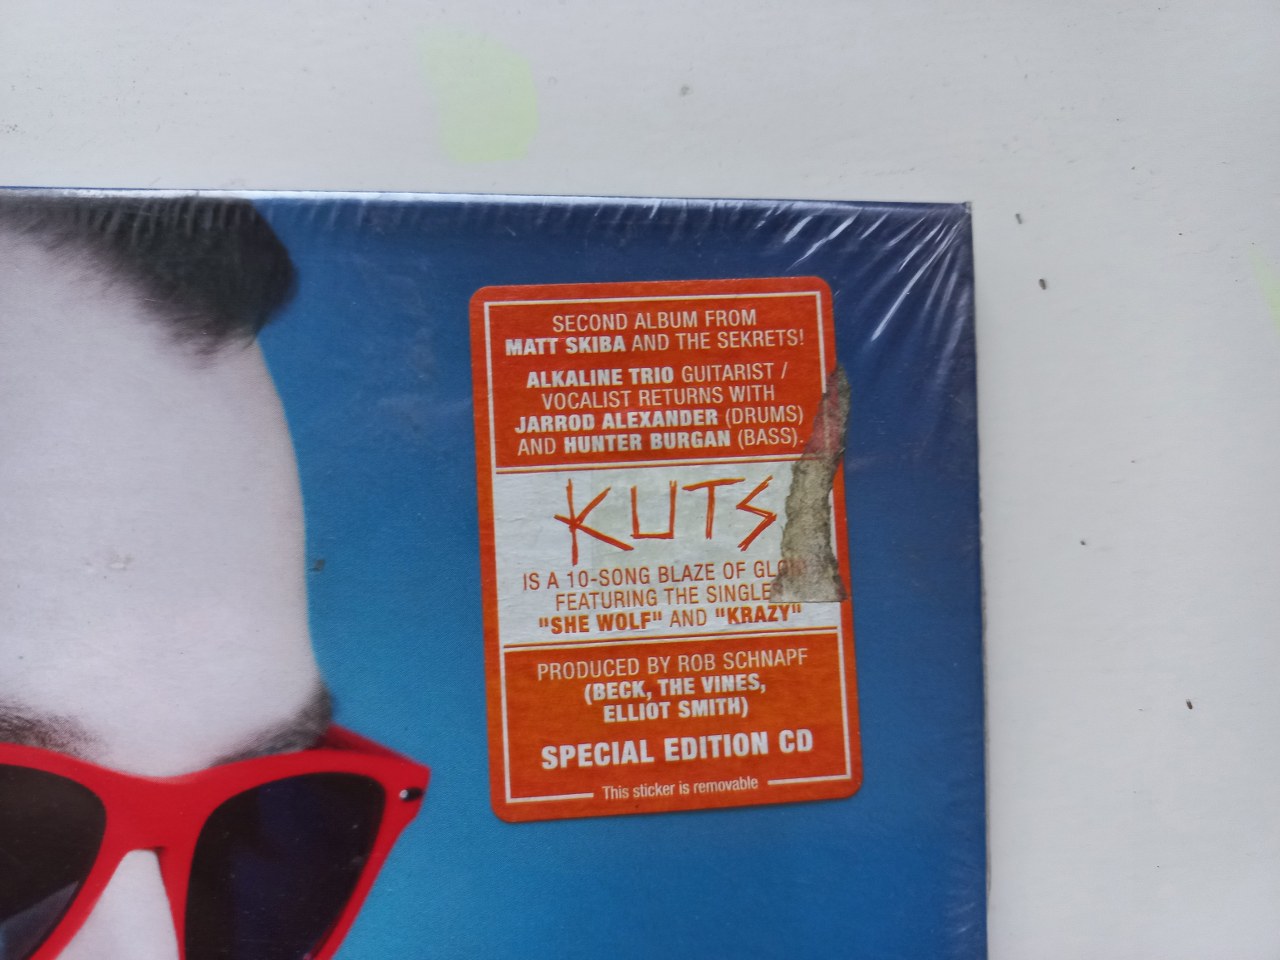 SECOND ALBUM FROM
MATT SKIBA AND THE SEKRETS!
ALKALINE TRIO GUITARIST /
VOCALIST RETURNS WITH
JARROD ALEXANDER (DRUMS)
AND HUNTER BURGAN (BASS).
KUTS
IS A 10-SONG BLAZE OF
FEATURING THE
"SHE WOLF" AND "KRAZY"
PRODUCED BY ROB SCHNAPF
(BECK, THE VINES,
ELLIOT SMITH)
SPECIAL EDITION CD
This sticker is removable